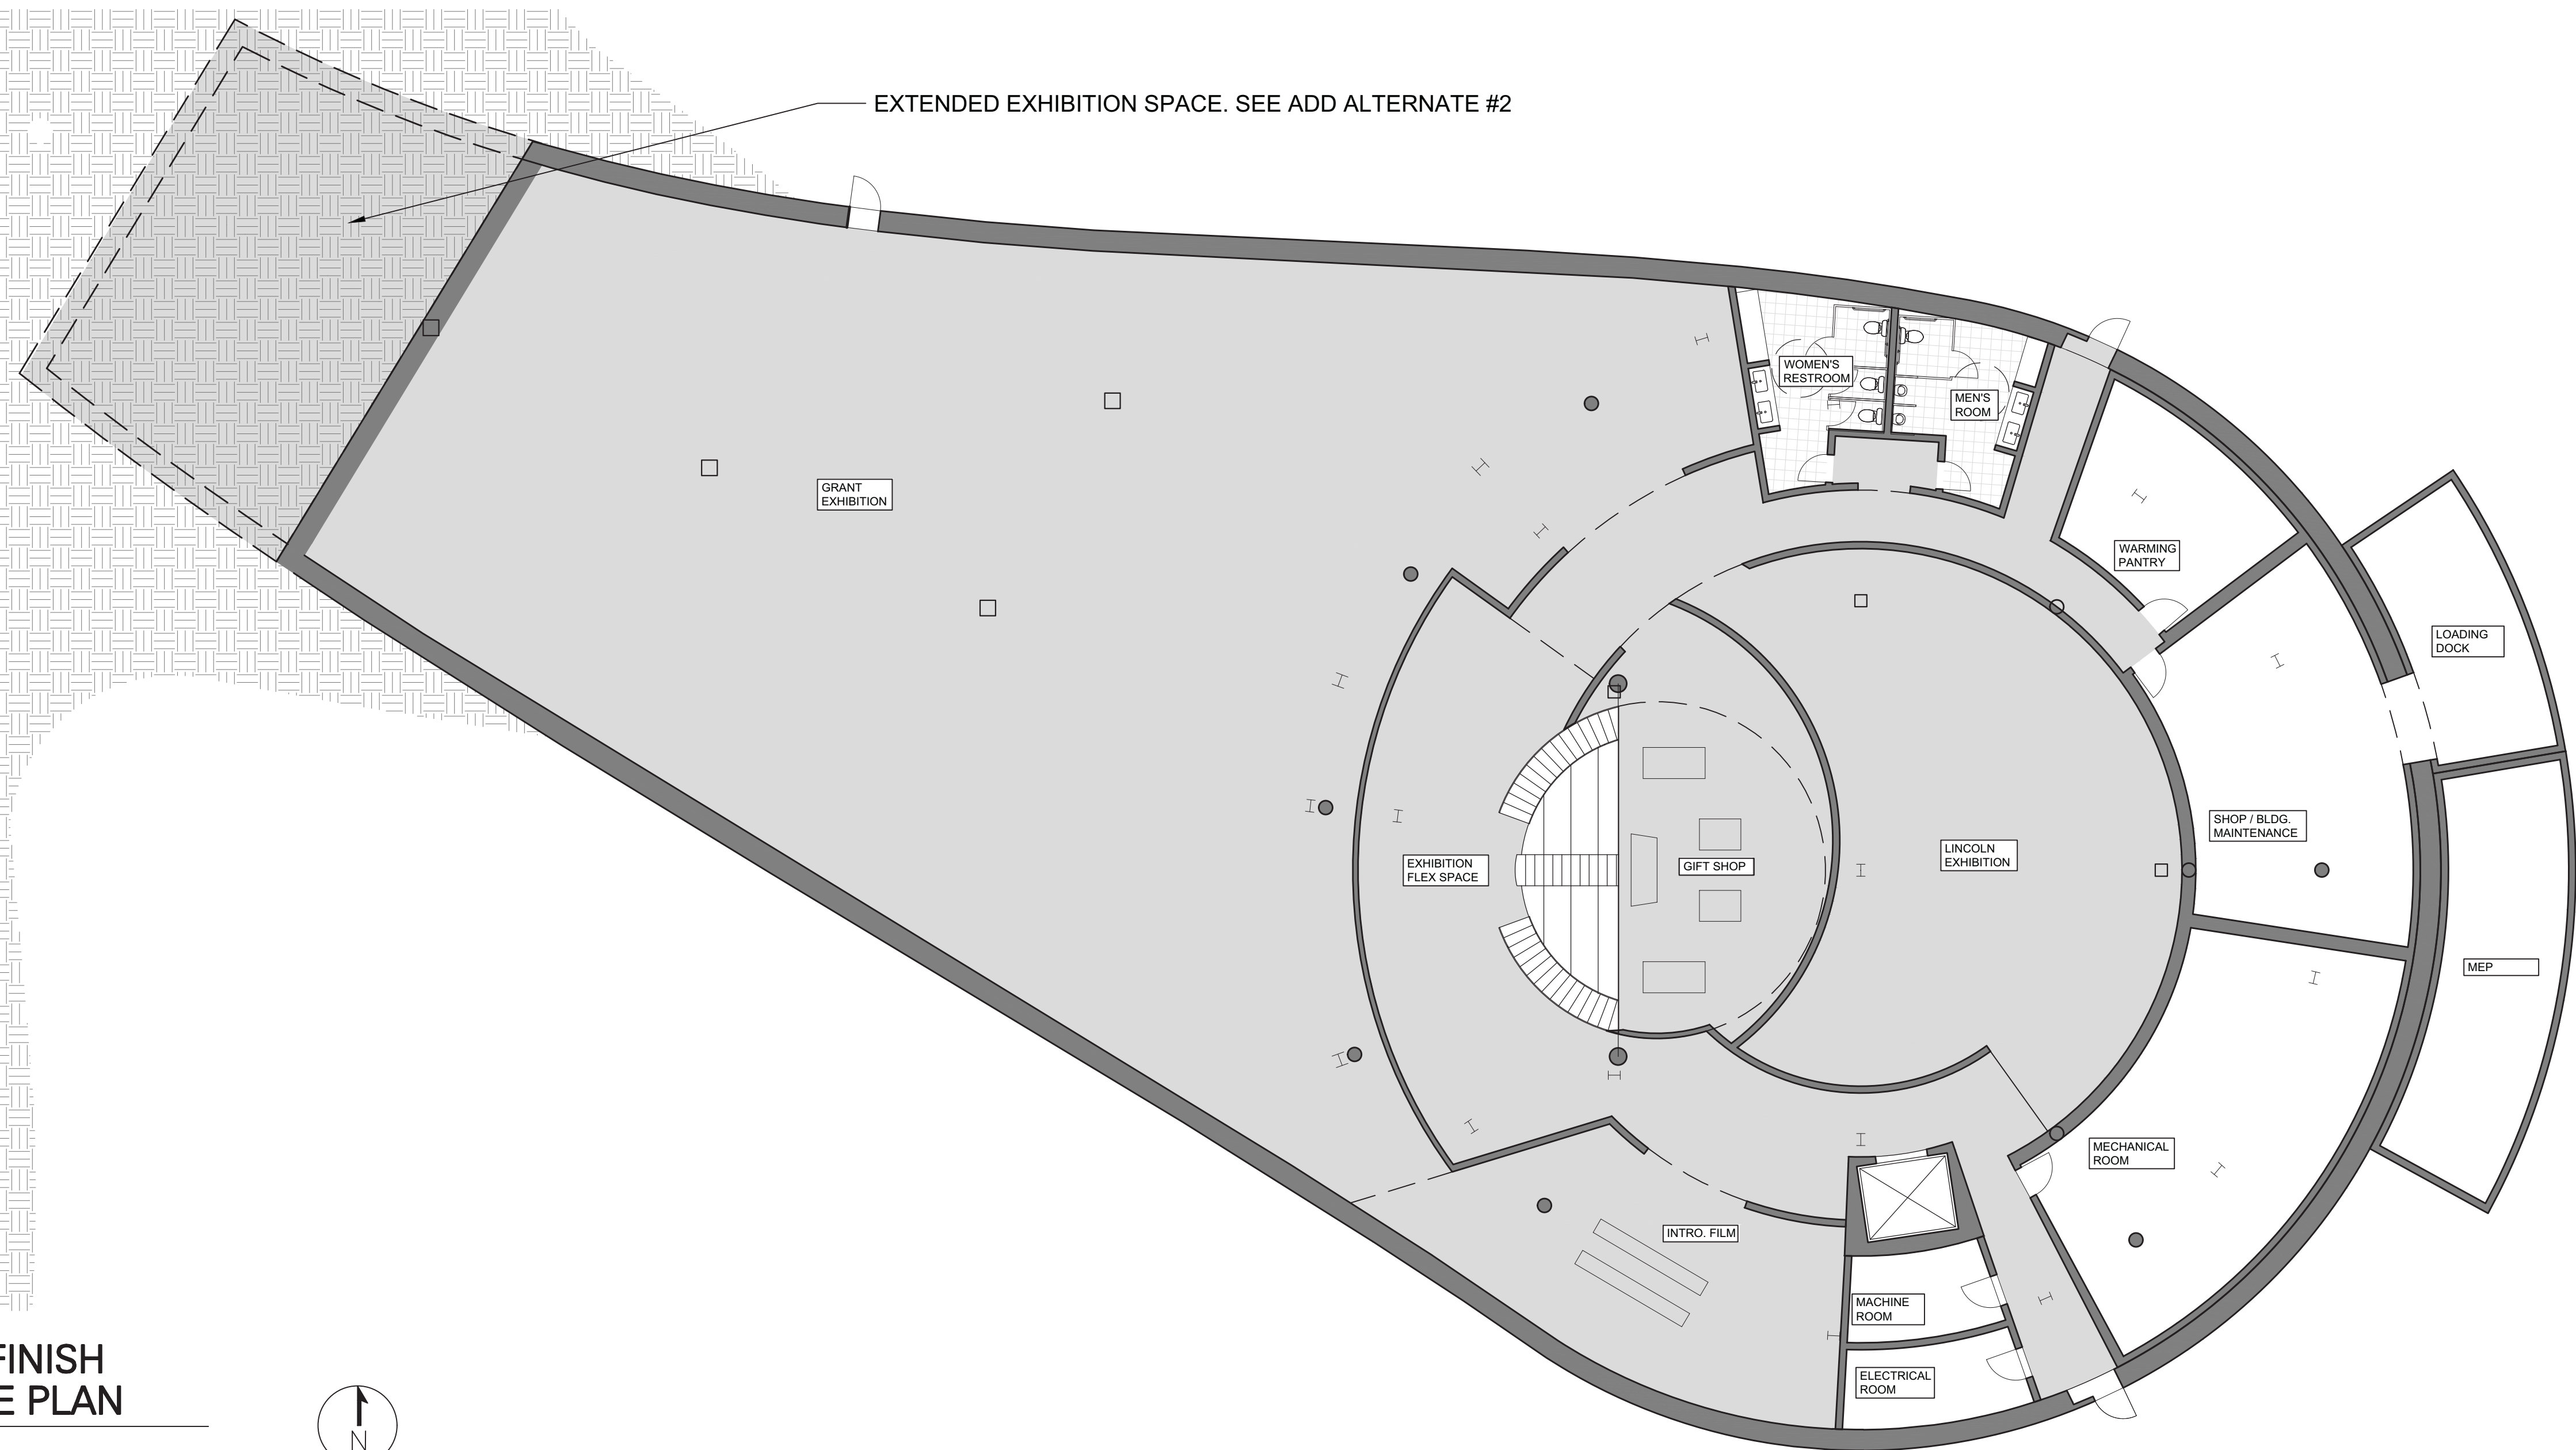 EXTENDED EXHIBITION SPACE. SEE ADD ALTERNATE #2
WOMEN'S
RESTROOM
MEN'S
ROOM
GRANT
EXHIBITION
WARMING
PANTRY
LOADING
DOCK
SHOP / BLDG.
MAINTENANCE
LINCOLN
EXHIBITION
EXHIBITION
FLEX SPACE
GIFT SHOP
MEP
MECHANICAL
ROOM
INTRO. FILM
MACHINE
ROOM
ELECTRICAL
ROOM
FINISH
E PLAN
N